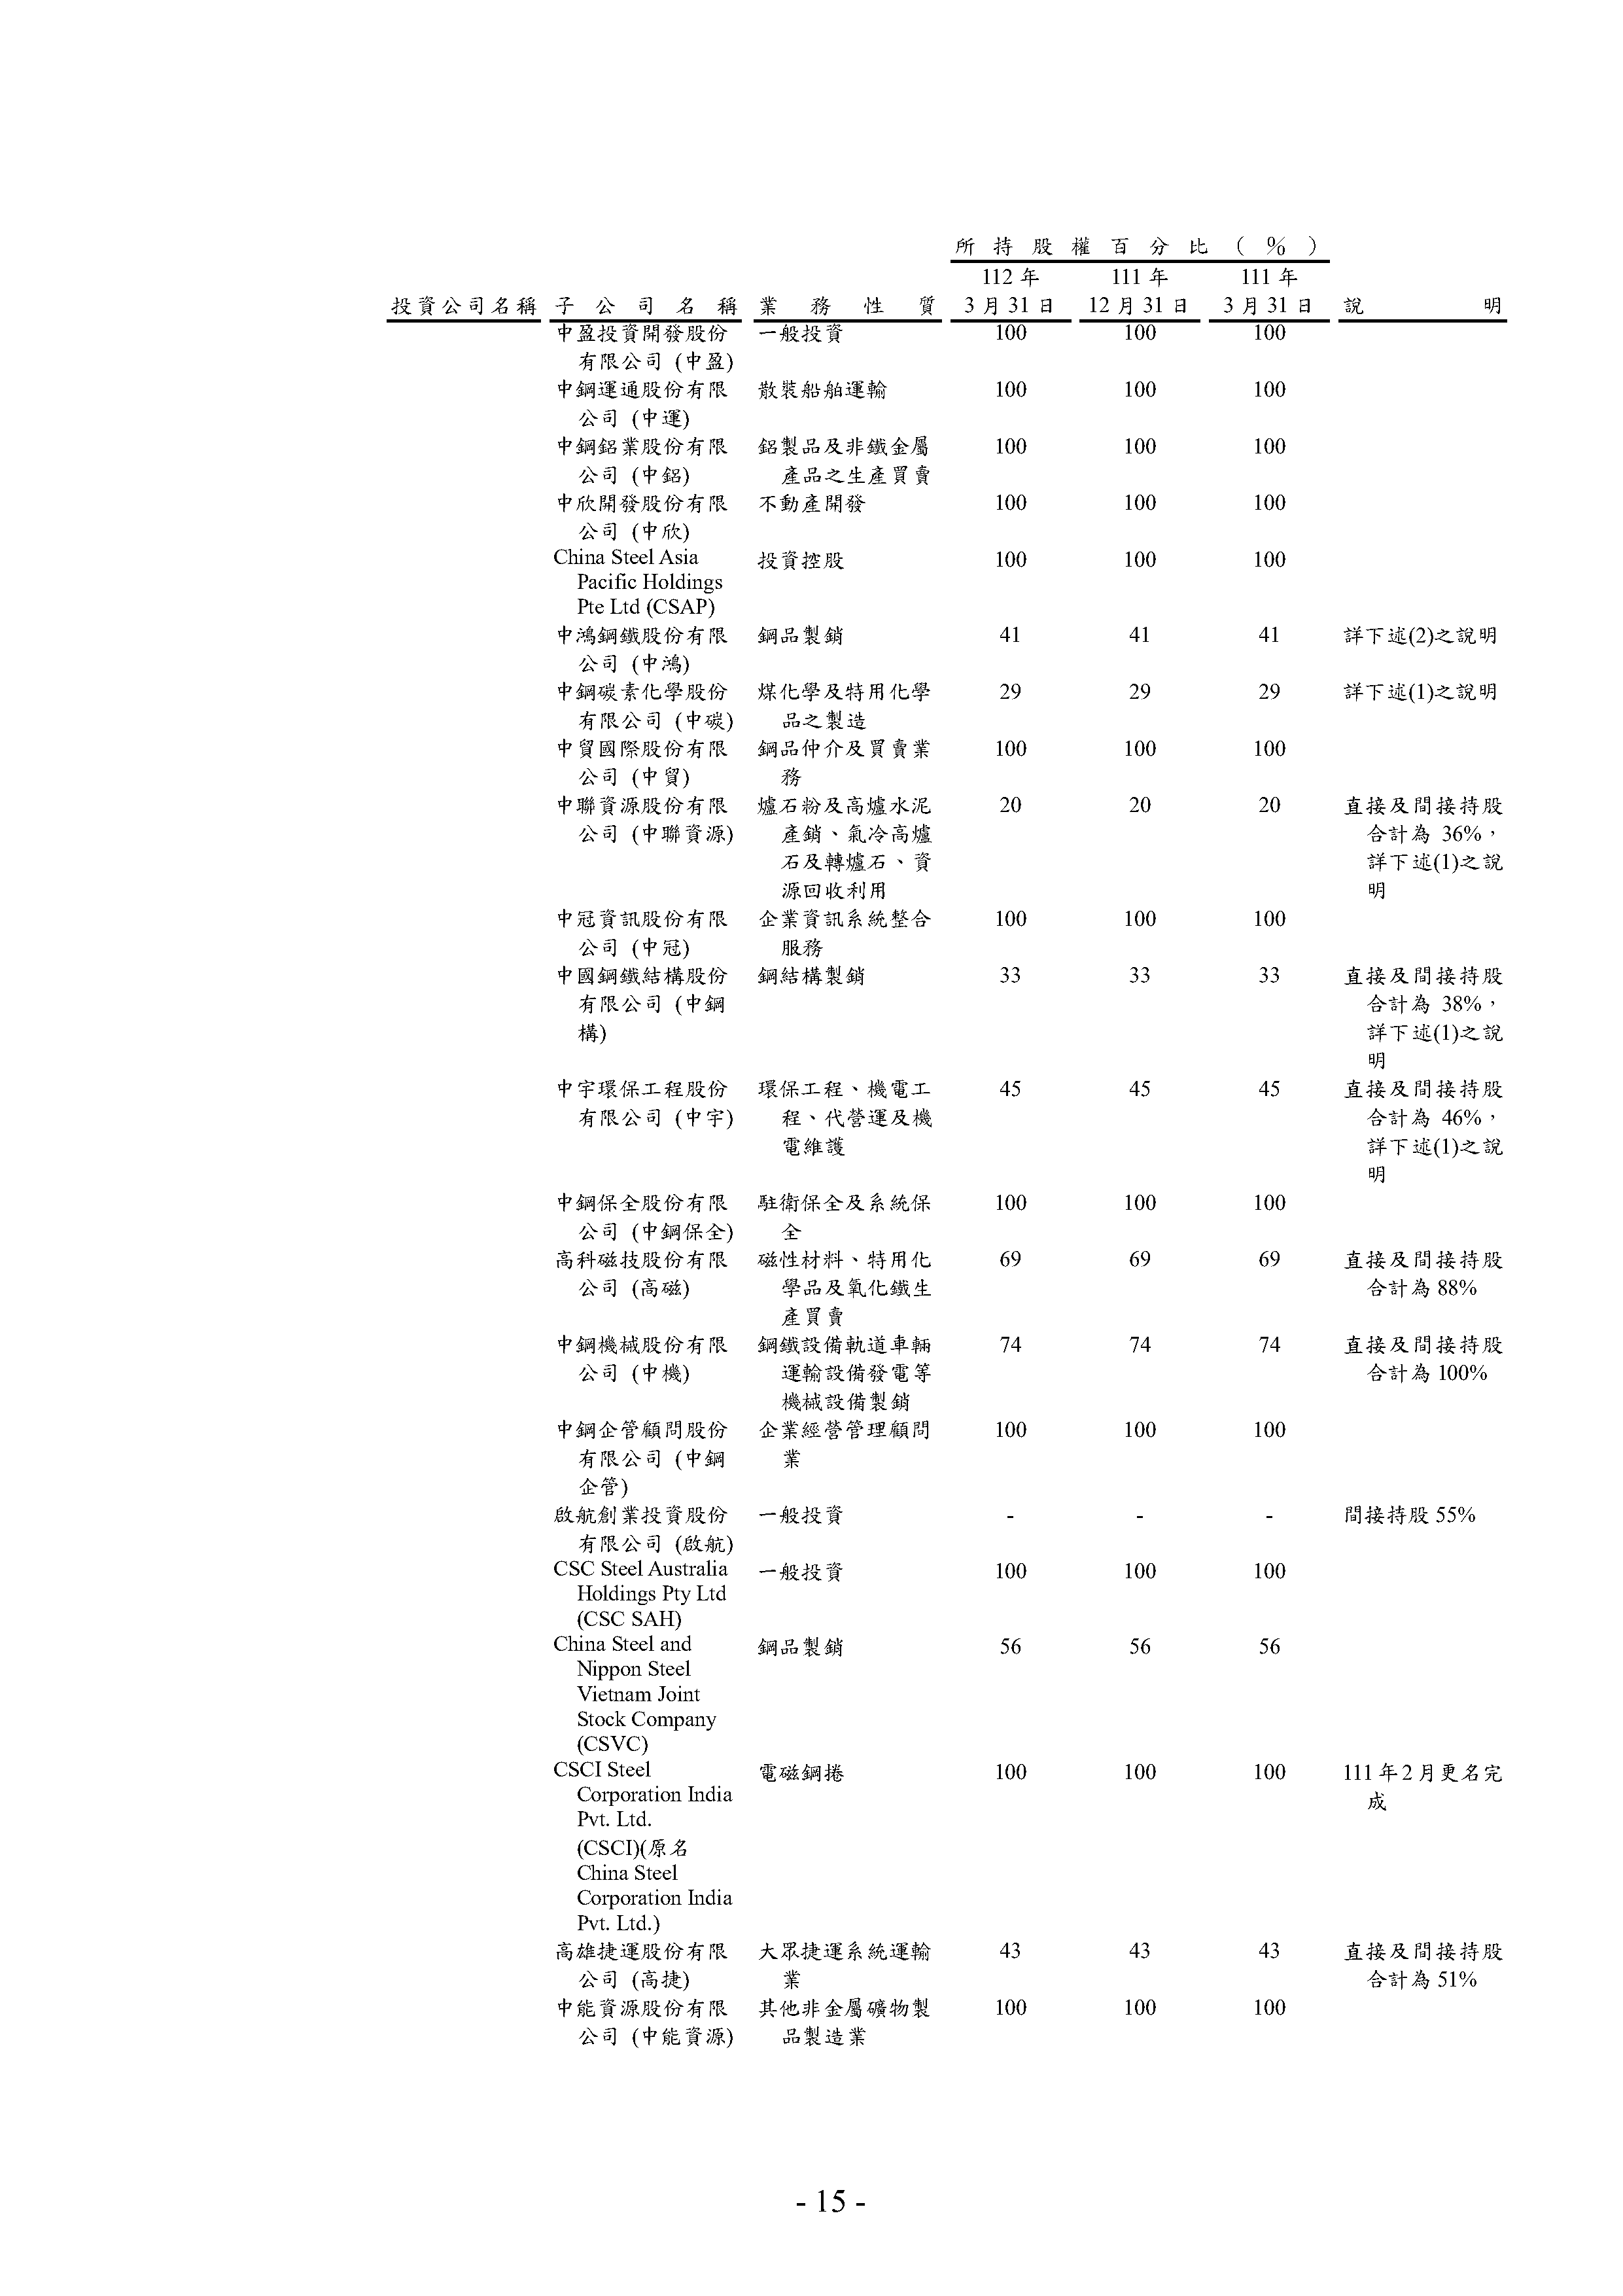 所持股權百分比(%)
112年 111年 111年
投資公司名稱 子公司名稱 業務性質 3月31日 12月31日 3月31日 說明
中盈投資開發股份 一般投資 100 100 100
有限公司 (中盈)
中鋼運通股份有限 散裝船舶運輸 100 100 100
公司 (中運)
中鋼鋁業股份有限 鋁製品及非鐵金屬 100 100 100
公司 (中鋁) 產品之生產買賣
中欣開發股份有限 不動產開發 100 100 100
公司 (中欣)
China Steel Asia 投資控股 100 100 100
Pacific Holdings
Pte Ltd (CSAP)
中鴻鋼鐵股份有限 鋼品製銷 41 41 41 詳下述(2)之說明
公司 (中鴻)
中鋼碳素化學股份 煤化學及特用化學 29 29 29 詳下述(1)之說明
有限公司 (中碳) 品之製造
中貿國際股份有限 鋼品仲介及買賣業 100 100 100
公司 (中貿) 務
中聯資源股份有限 爐石粉及高爐水泥 20 20 20 直接及間接持股
公司 (中聯資源) 產銷、氣冷高爐 合計為 36%,
石及轉爐石、資 詳下述(1)之說
源回收利用 明
中冠資訊股份有限 企業資訊系統整合 100 100 100
公司 (中冠) 服務
中國鋼鐵結構股份 鋼結構製銷 33 33 33 直接及間接持股
有限公司 (中鋼 合計為 38%,
構) 詳下述(1)之說
明
中宇環保工程股份 環保工程、機電工 45 45 45 直接及間接持股
有限公司 (中宇) 程、代營運及機 合計為 46%,
電維護 詳下述(1)之說
明
中鋼保全股份有限 駐衛保全及系統保 100 100 100
公司 (中鋼保全) 全
高科磁技股份有限 磁性材料、特用化 69 69 69 直接及間接持股
公司 (高磁) 學品及氧化鐵生 合計為 88%
產買賣
中鋼機械股份有限 鋼鐵設備軌道車輛 74 74 74 直接及間接持股
公司 (中機) 運輸設備發電等 合計為 100%
機械設備製銷
中鋼企管顧問股份 企業經營管理顧問 100 100 100
有限公司 (中鋼 業
企管)
啟航創業投資股份 一般投資 - - - 間接持股 55%
有限公司 (啟航)
CSC Steel Australia 一般投資 100 100 100
Holdings Pty Ltd
(CSC SAH)
China Steel and 鋼品製銷 56 56 56
Nippon Steel
Vietnam Joint
Stock Company
(CSVC)
CSCI Steel 電磁鋼捲 100 100 100 111年2月更名完
Corporation India 成
Pvt. Ltd.
(CSCI)(原名
China Steel
Corporation India
Pvt. Ltd.)
高雄捷運股份有限 大眾捷運系統運輸 43 43 43 直接及間接持股
公司 (高捷) 業 合計為 51%
中能資源股份有限 其他非金屬礦物製 100 100 100
公司 (中能資源) 品製造業
- 15 -